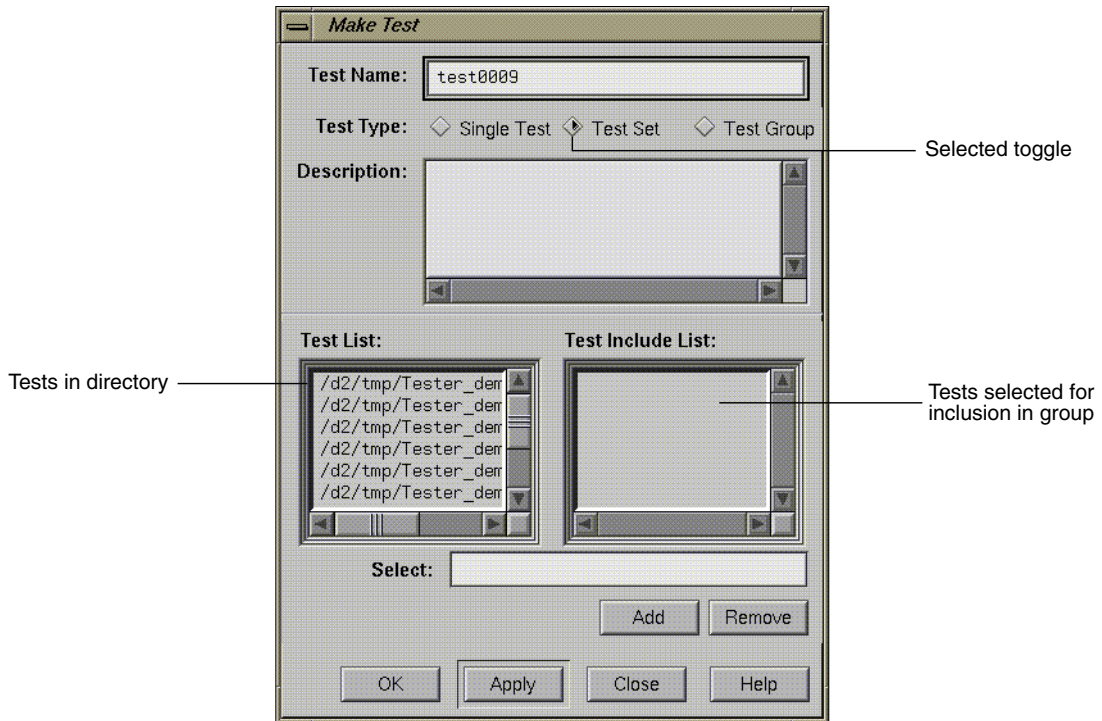 Make Test
Test Name: test0009
Test Type: Single Test Test Set Test Group
Selected toggle
Description:
Test List: Test Include List:
Tests in directory
/d2/tmp/Tester_dem
/d2/tmp/Tester_dem
/d2/tmp/Tester_dem
/d2/tmp/Tester_dem
/d2/tmp/Tester_dem
/d2/tmp/Tester_dem
Tests selected for
inclusion in group
Select:
Add Remove
OK Apply Close Help